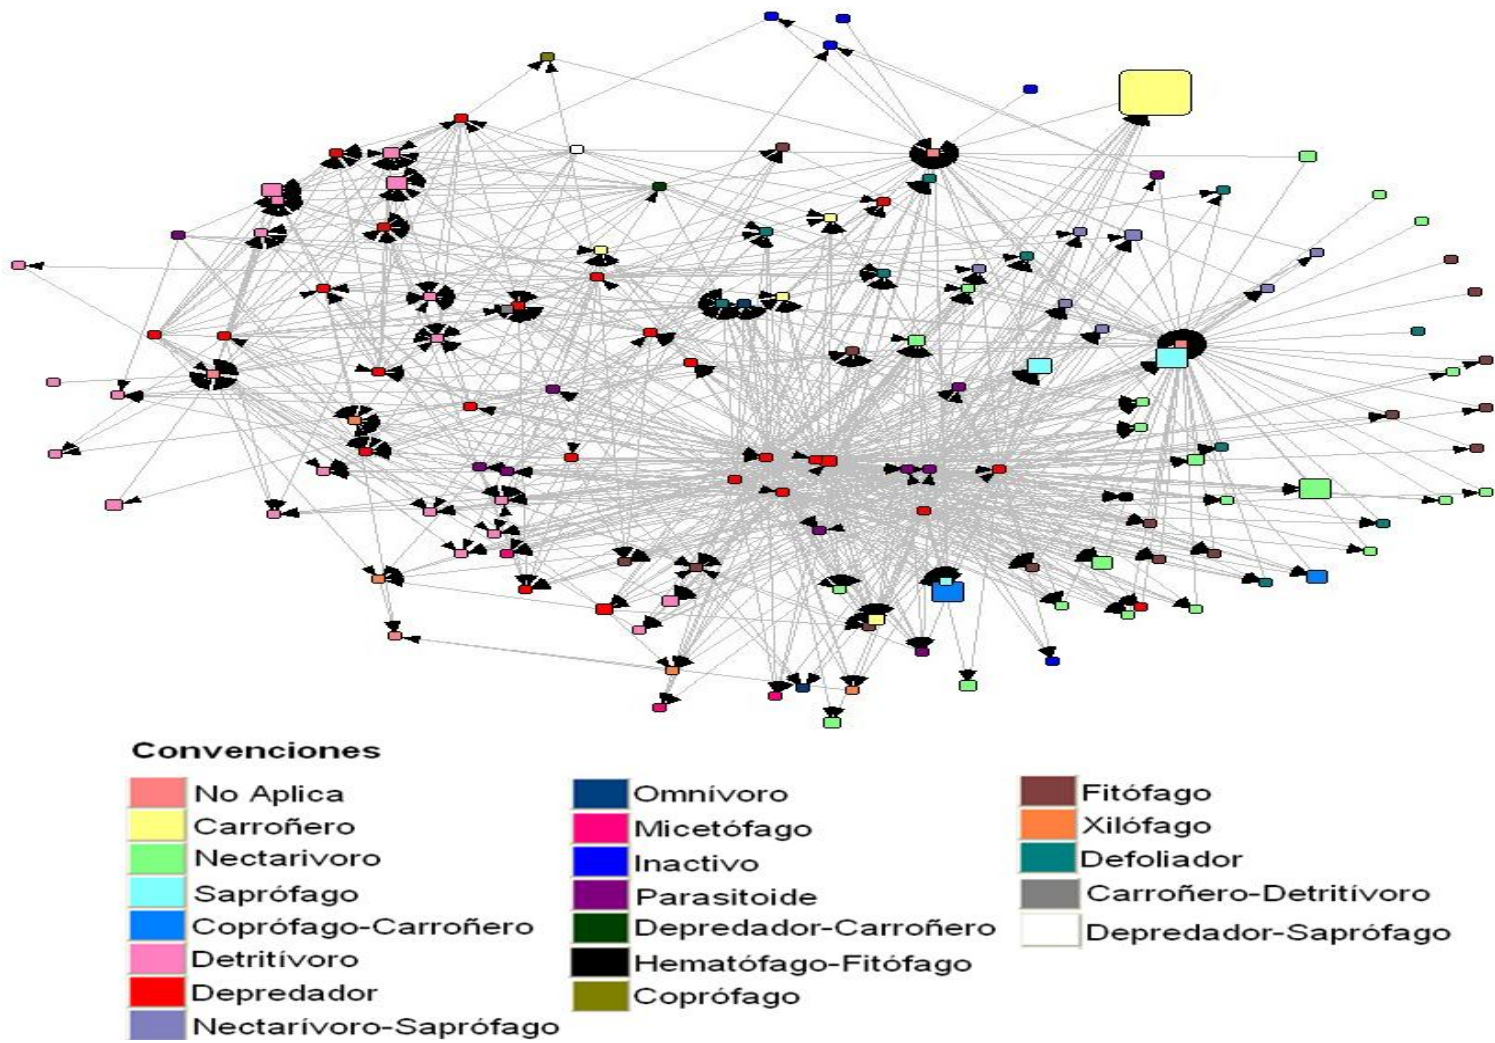 Convenciones
No Aplica
Carroñero
Nectarivoro
Saprófago
Coprófago-Carroñero
Detritívoro
Depredador
Nectarívoro-Saprófago
Omnívoro
Micetófago
Inactivo
Parasitoide
Depredador-Carroñero
Hematófago-Fitófago
Coprófago
Fitófago
Xilófago
Defoliador
Carroñero-Detritívoro
Depredador-Saprófago